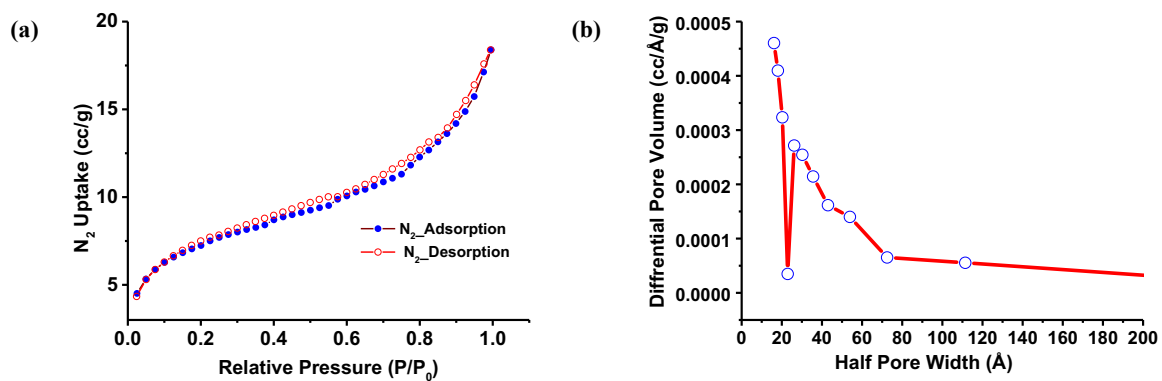 (a)
20
15
10
5
N2 Uptake (cc/g)
N2_Adsorption
N2_Desorption
0.0 0.2 0.4 0.6 0.8 1.0
Relative Pressure (P/P0)
(b)
0.0005
0.0004
0.0003
0.0002
0.0001
0.0000
Diffrential Pore Volume (cc/Å/g)
0 20 40 60 80 100 120 140 160 180 200
Half Pore Width (Å)